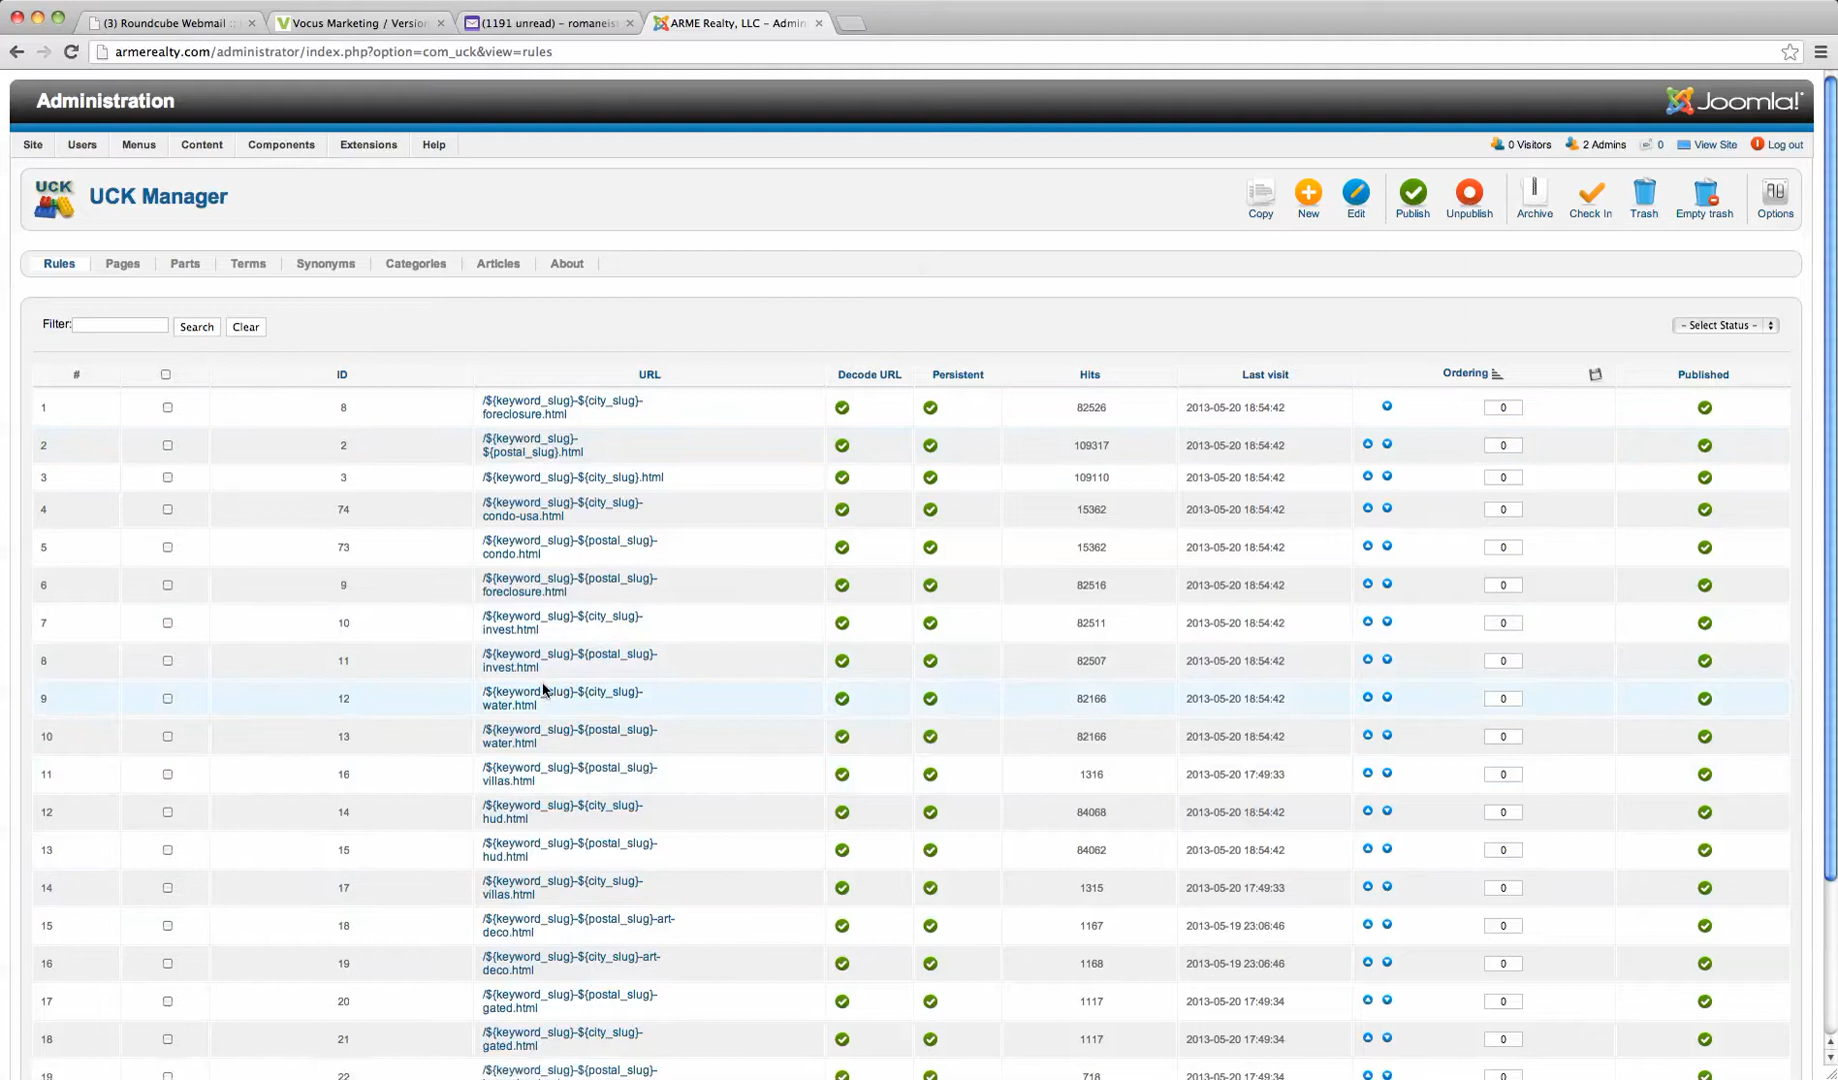 (3) Roundcube Webmail ::
Vocus Marketing / Version
(1191 unread) – romaneis
ARME Realty, LLC – Admin
armerealty.com/administrator/index.php?option=com_uck&view=rules
Administration
Joomla!
Site Users Menus Content Components Extensions Help
0 Visitors 2 Admins 0 View Site Log out
UCK
UCK Manager
Copy New Edit Publish Unpublish Archive Check In Trash Empty trash Options
Rules Pages Parts Terms Synonyms Categories Articles About
Filter: Search Clear
- Select Status -
# ID URL Decode URL Persistent Hits Last visit Ordering Published
1 8 /${keyword_slug}-${city_slug}-
foreclosure.html 82526 2013-05-20 18:54:42 0
2 2 /${keyword_slug}-
${postal_slug}.html 109317 2013-05-20 18:54:42 0
3 3 /${keyword_slug}-${city_slug}.html 109110 2013-05-20 18:54:42 0
4 74 /${keyword_slug}-${city_slug}-
condo-usa.html 15362 2013-05-20 18:54:42 0
5 73 /${keyword_slug}-${postal_slug}-
condo.html 15362 2013-05-20 18:54:42 0
6 9 /${keyword_slug}-${postal_slug}-
foreclosure.html 82516 2013-05-20 18:54:42 0
7 10 /${keyword_slug}-${city_slug}-
invest.html 82511 2013-05-20 18:54:42 0
8 11 /${keyword_slug}-${postal_slug}-
invest.html 82507 2013-05-20 18:54:42 0
9 12 /${keyword_slug}-${city_slug}-
water.html 82166 2013-05-20 18:54:42 0
10 13 /${keyword_slug}-${postal_slug}-
water.html 82166 2013-05-20 18:54:42 0
11 16 /${keyword_slug}-${postal_slug}-
villas.html 1316 2013-05-20 17:49:33 0
12 14 /${keyword_slug}-${city_slug}-
hud.html 84068 2013-05-20 18:54:42 0
13 15 /${keyword_slug}-${postal_slug}-
hud.html 84062 2013-05-20 18:54:42 0
14 17 /${keyword_slug}-${city_slug}-
villas.html 1315 2013-05-20 17:49:33 0
15 18 /${keyword_slug}-${postal_slug}-art-
deco.html 1167 2013-05-19 23:06:46 0
16 19 /${keyword_slug}-${city_slug}-art-
deco.html 1168 2013-05-19 23:06:46 0
17 20 /${keyword_slug}-${postal_slug}-
gated.html 1117 2013-05-20 17:49:34 0
18 21 /${keyword_slug}-${city_slug}-
gated.html 1117 2013-05-20 17:49:34 0
19 22 /${keyword_slug}-${postal_slug}- 718